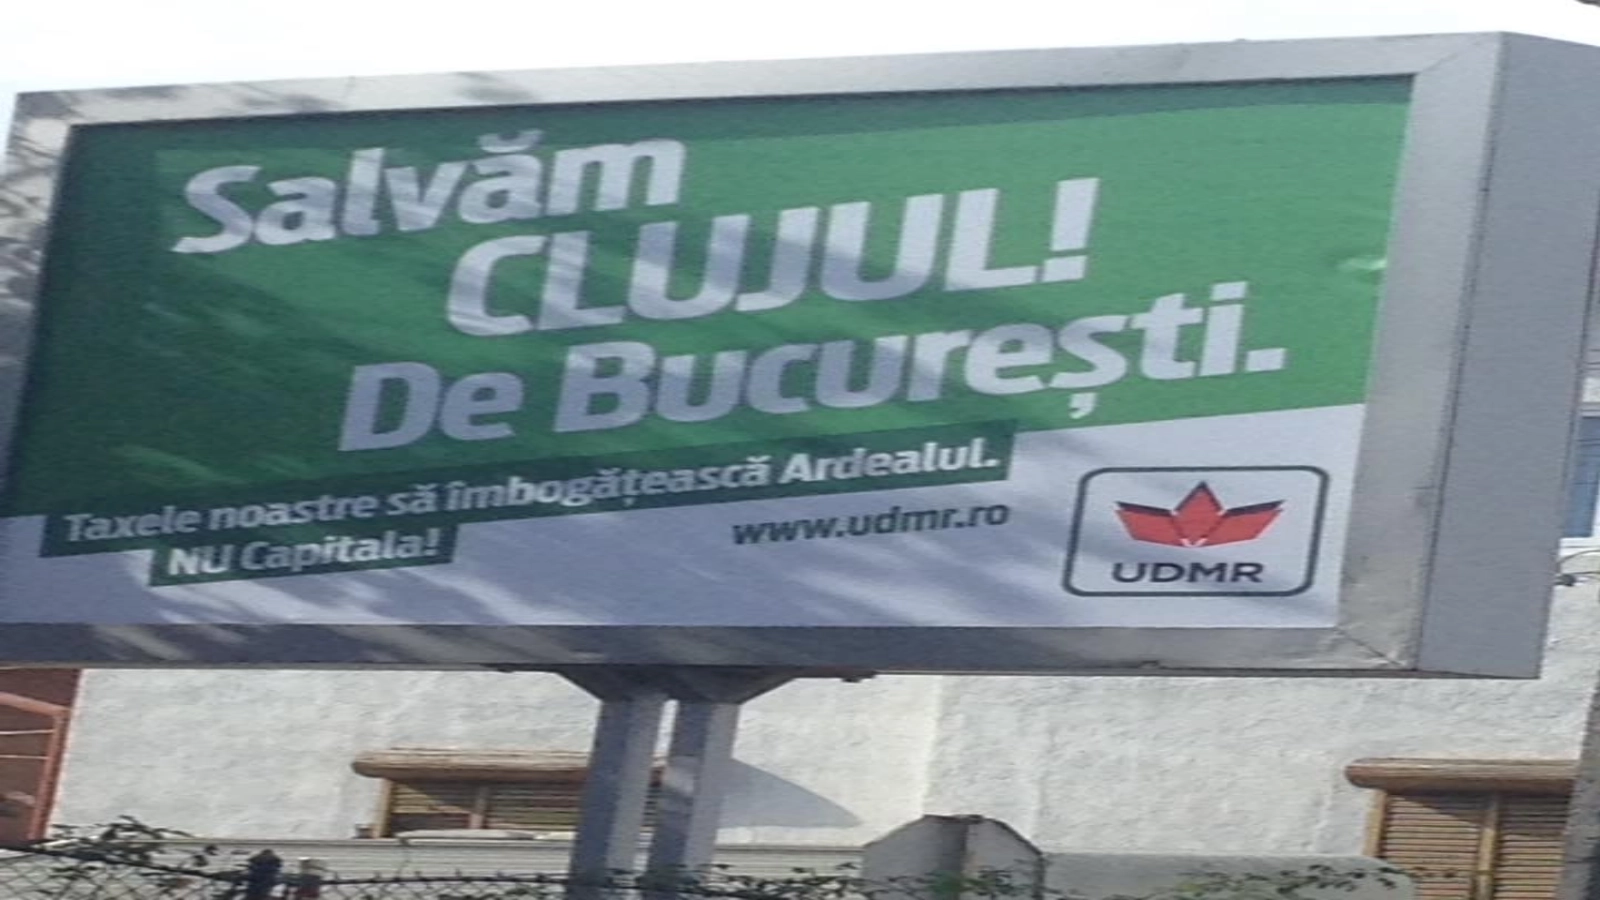 Salvăm
CLUJUL!
De București.
Taxele noastre să îmbogățească Ardealul.
NU Capitala!
www.udmr.ro
UDMR